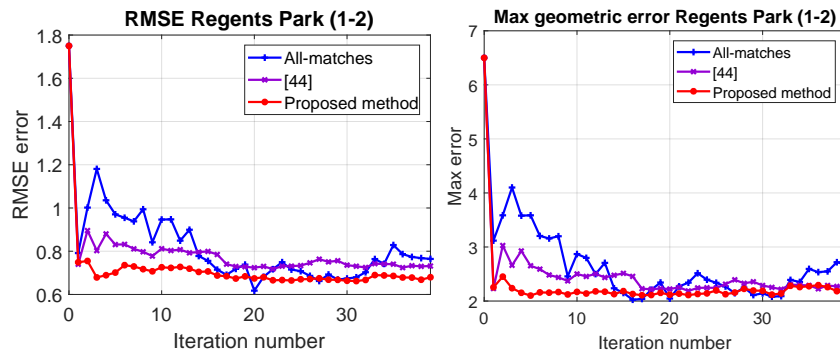 RMSE Regents Park (1-2)
RMSE error
1.8
1.6
1.4
1.2
1
0.8
0.6
0
10
20
30
Iteration number
All-matches
[44]
Proposed method
Max geometric error Regents Park (1-2)
Max error
7
6
5
4
3
2
0
10
20
30
Iteration number
All-matches
[44]
Proposed method